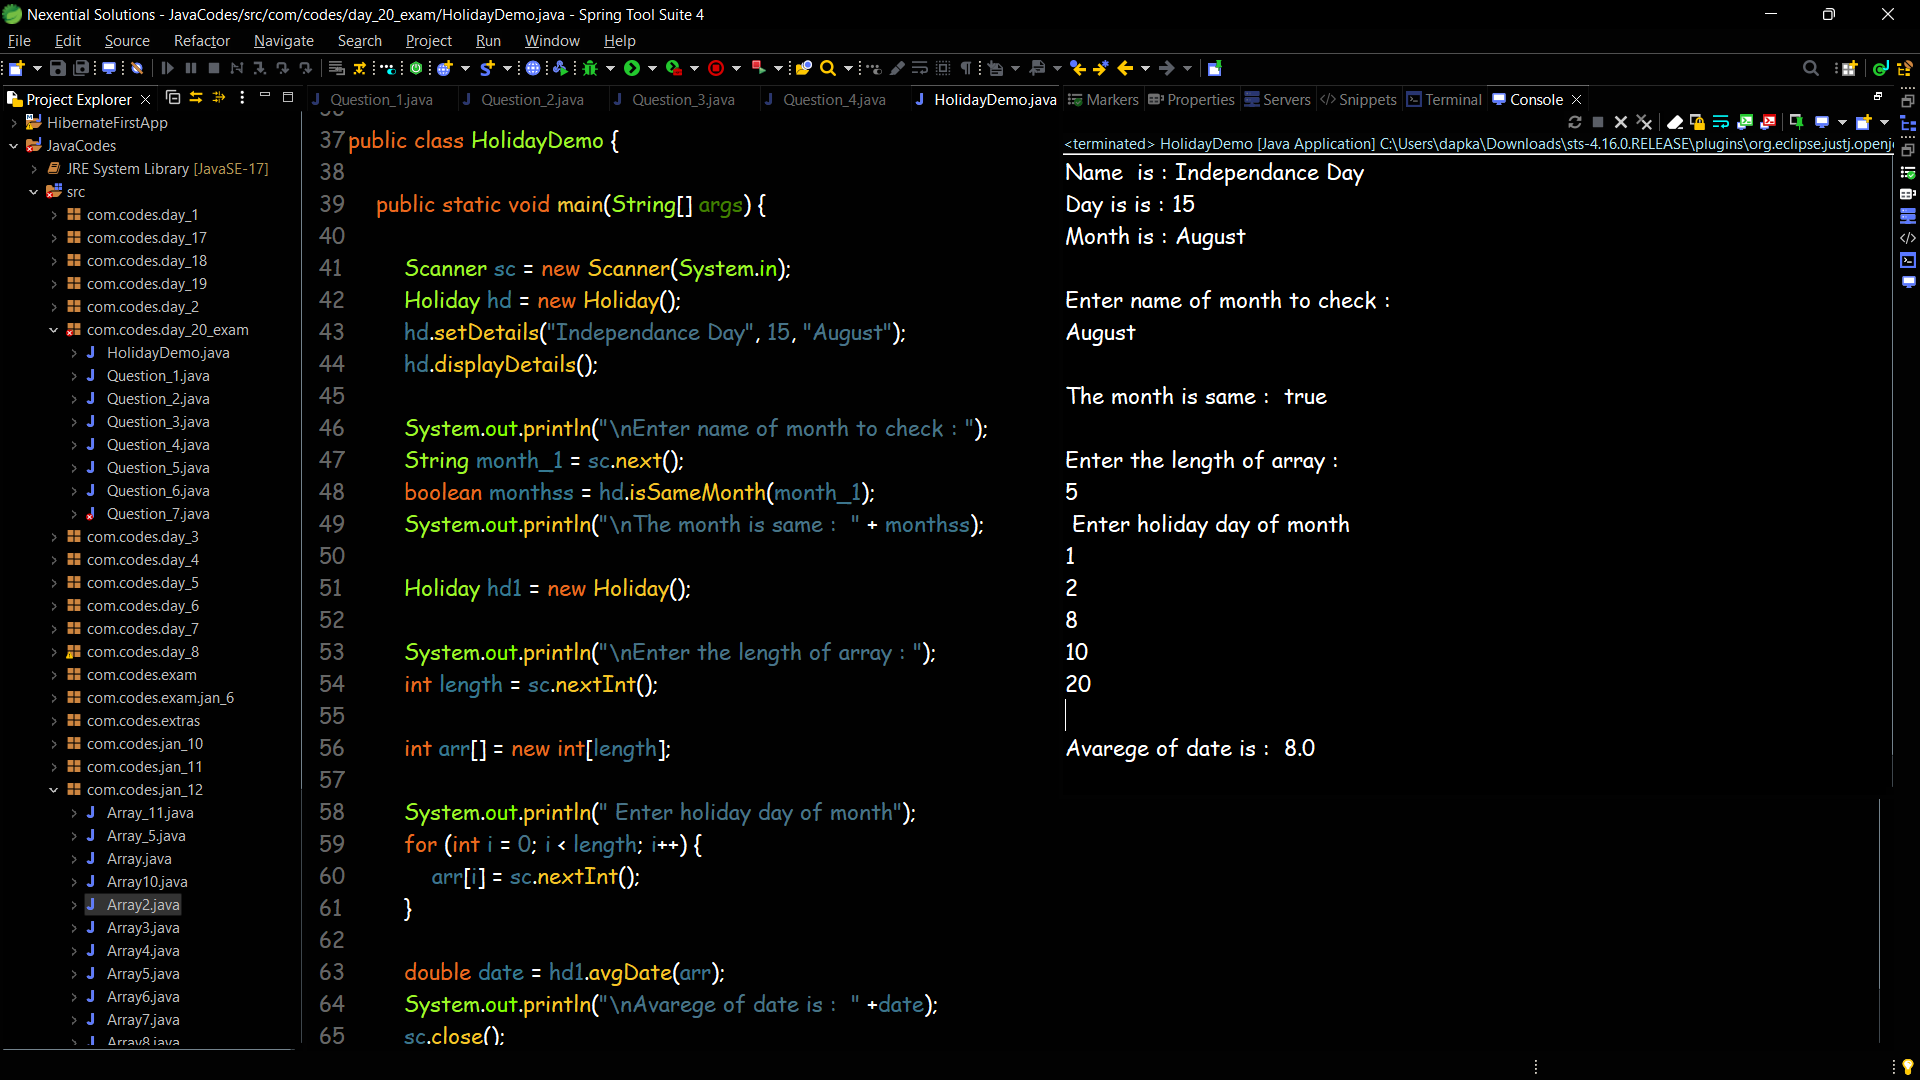 Nexential Solutions - JavaCodes/src/com/codes/day_20_exam/HolidayDemo.java - Spring Tool Suite 4
File Edit Source Refactor Navigate Search Project Run Window Help
Project Explorer
HibernateFirstApp
JavaCodes
JRE System Library [JavaSE-17]
src
com.codes.day_1
com.codes.day_17
com.codes.day_18
com.codes.day_19
com.codes.day_2
com.codes.day_20_exam
HolidayDemo.java
Question_1.java
Question_2.java
Question_3.java
Question_4.java
Question_5.java
Question_6.java
Question_7.java
com.codes.day_3
com.codes.day_4
com.codes.day_5
com.codes.day_6
com.codes.day_7
com.codes.day_8
com.codes.exam
com.codes.exam.jan_6
com.codes.extras
com.codes.jan_10
com.codes.jan_11
com.codes.jan_12
Array_11.java
Array_5.java
Array.java
Array10.java
Array2.java
Array3.java
Array4.java
Array5.java
Array6.java
Array7.java
Array8.java
Question_1.java Question_2.java Question_3.java Question_4.java HolidayDemo.java
37 public class HolidayDemo {
38
39 public static void main(String[] args) {
40
41 Scanner sc = new Scanner(System.in);
42 Holiday hd = new Holiday();
43 hd.setDetails("Independance Day", 15, "August");
44 hd.displayDetails();
45
46 System.out.println("\nEnter name of month to check : ");
47 String month_1 = sc.next();
48 boolean monthss = hd.isSameMonth(month_1);
49 System.out.println("\nThe month is same :  " + monthss);
50
51 Holiday hd1 = new Holiday();
52
53 System.out.println("\nEnter the length of array : ");
54 int length = sc.nextInt();
55
56 int arr[] = new int[length];
57
58 System.out.println(" Enter holiday day of month");
59 for (int i = 0; i < length; i++) {
60 arr[i] = sc.nextInt();
61 }
62
63 double date = hd1.avgDate(arr);
64 System.out.println("\nAvarege of date is :  " +date);
65 sc.close();
Markers Properties Servers Snippets Terminal Console
<terminated> HolidayDemo [Java Application] C:\Users\dapka\Downloads\sts-4.16.0.RELEASE\plugins\org.eclipse.justj.openj
Name  is : Independance Day
Day is is : 15
Month is : August
Enter name of month to check :
August
The month is same :  true
Enter the length of array :
5
Enter holiday day of month
1
2
8
10
20
Avarege of date is :  8.0